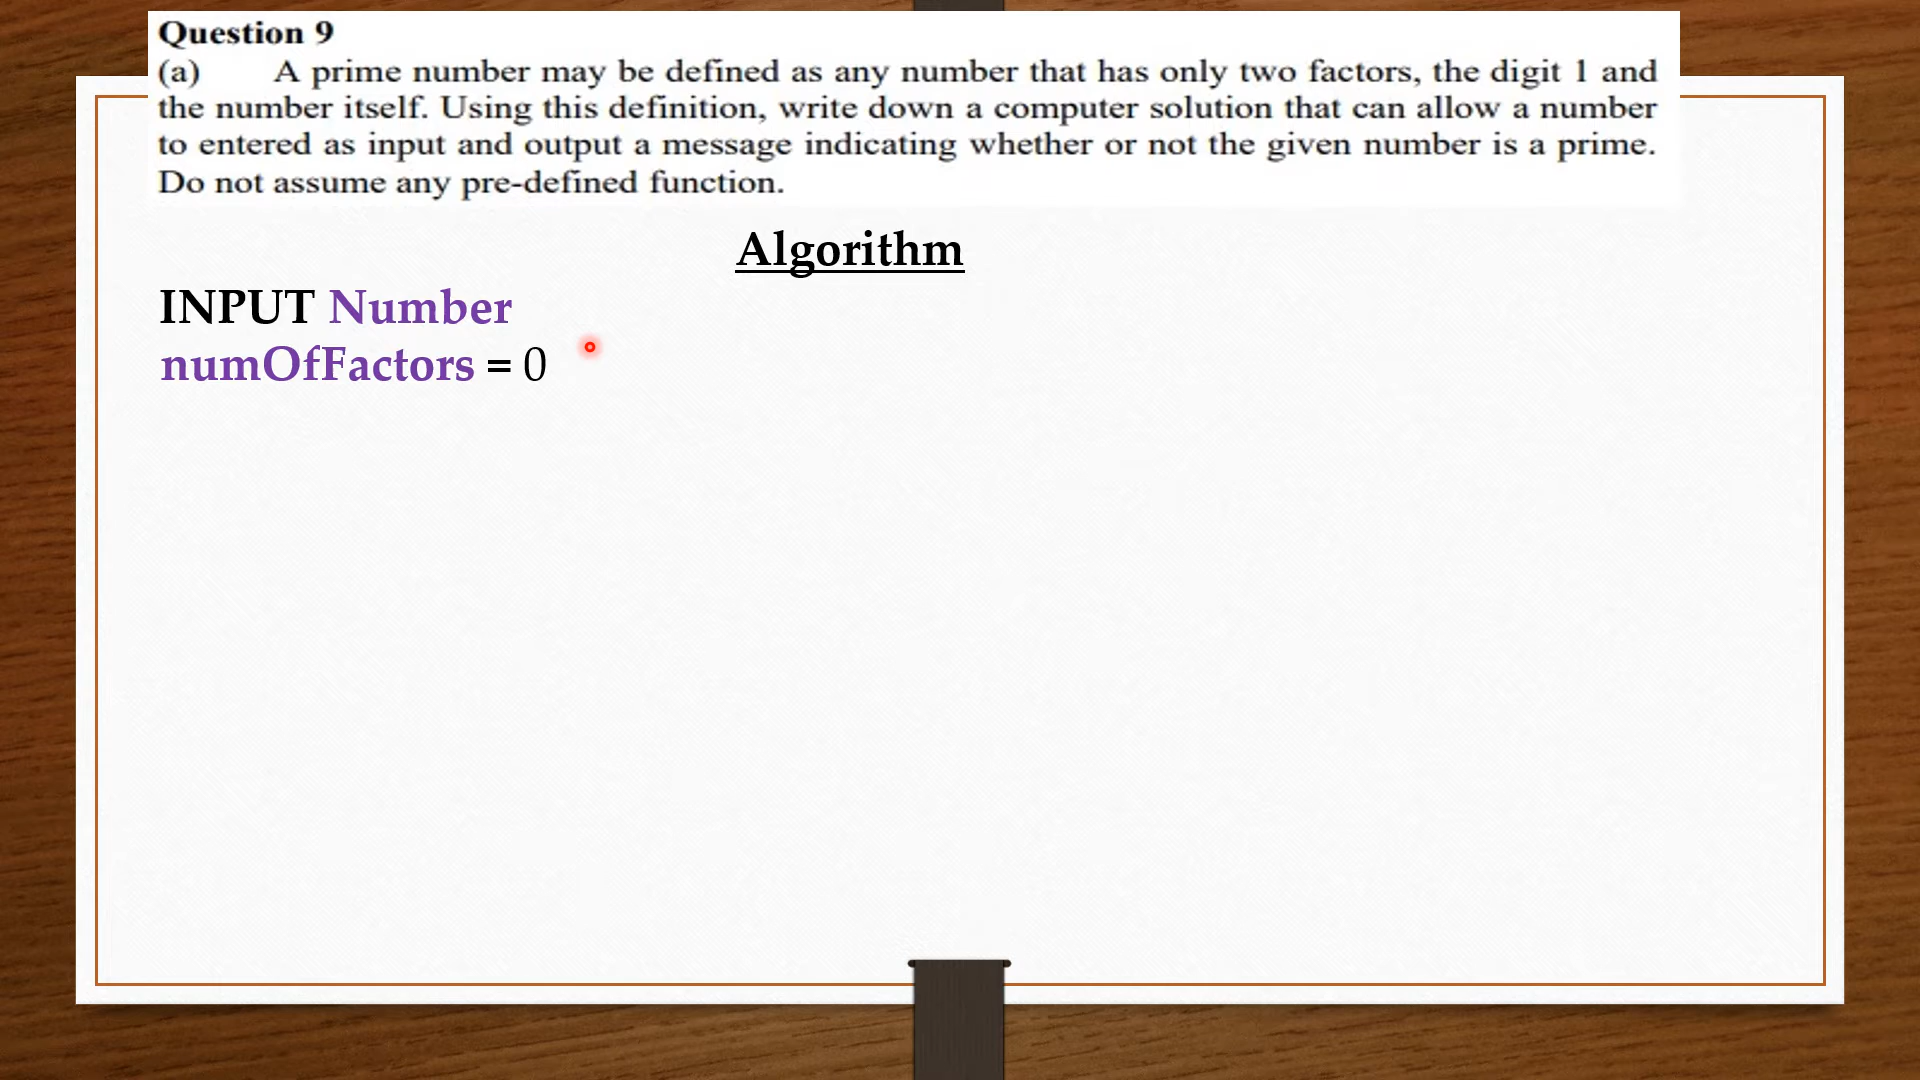 Question 9
(a) A prime number may be defined as any number that has only two factors, the digit 1 and
the number itself. Using this definition, write down a computer solution that can allow a number
to entered as input and output a message indicating whether or not the given number is a prime.
Do not assume any pre-defined function.
Algorithm
INPUT Number
numOfFactors = 0